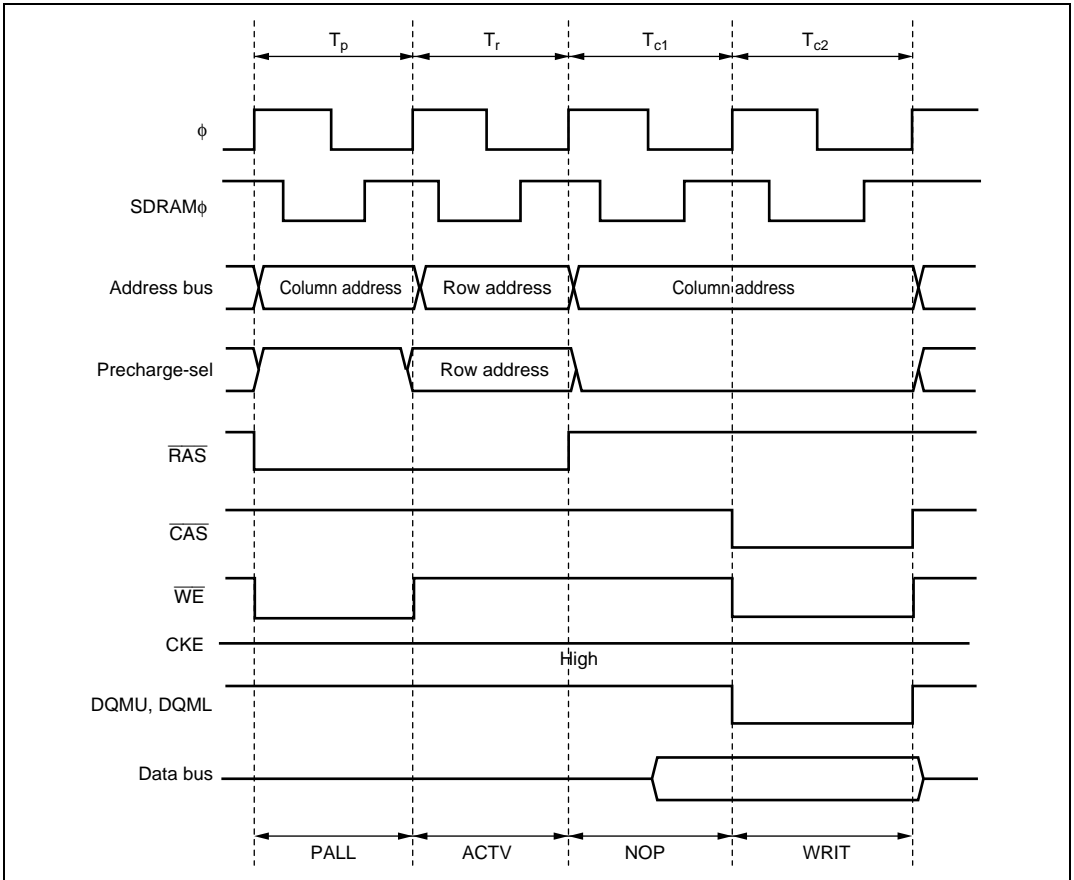 Tp Tr Tc1 Tc2
ϕ
SDRAMϕ
Address bus Column address Row address Column address
Precharge-sel Row address
RAS
CAS
WE
CKE
High
DQMU, DQML
Data bus
PALL ACTV NOP WRIT